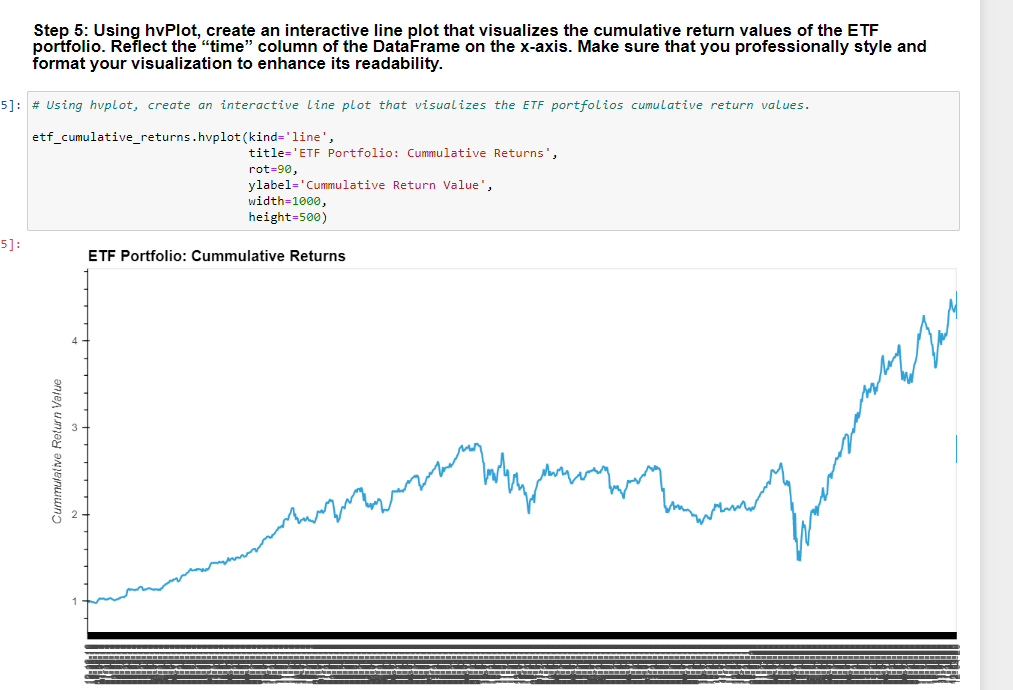 Step 5: Using hvPlot, create an interactive line plot that visualizes the cumulative return values of the ETF
portfolio. Reflect the “time” column of the DataFrame on the x-axis. Make sure that you professionally style and
format your visualization to enhance its readability.
5]: # Using hvplot, create an interactive line plot that visualizes the ETF portfolios cumulative return values.
etf_cumulative_returns.hvplot(kind='line',
title='ETF Portfolio: Cummulative Returns',
rot=90,
ylabel='Cummulative Return Value',
width=1000,
height=500)
5]:
ETF Portfolio: Cummulative Returns
Cummulative Return Value
4
3
2
1